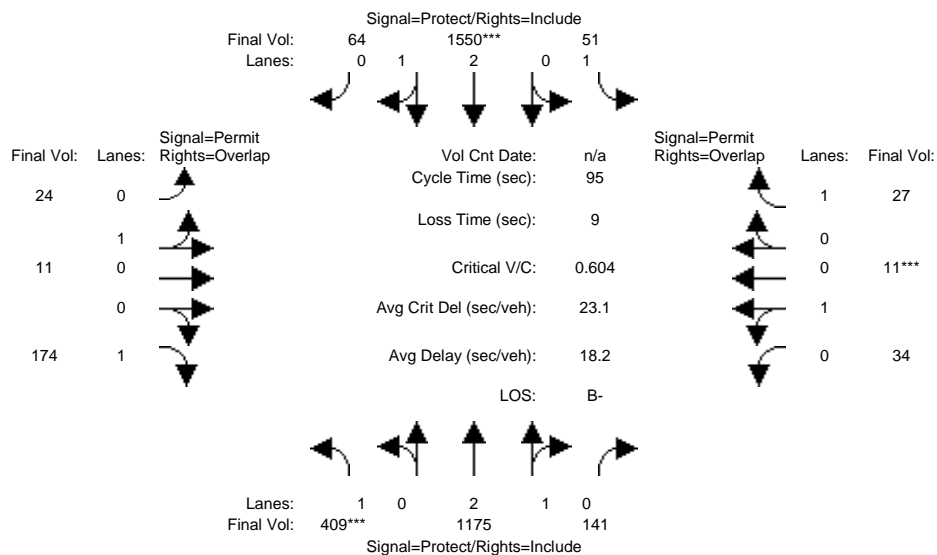 Signal=Protect/Rights=Include
Final Vol: 64 1550*** 51
Lanes: 0 1 2 0 1
Signal=Permit
Final Vol: Lanes: Rights=Overlap
Vol Cnt Date: n/a
Signal=Permit
Rights=Overlap Lanes: Final Vol:
Cycle Time (sec): 95
24 0
1 27
Loss Time (sec): 9
1
0
11 0
Critical V/C: 0.604
0 11***
0
Avg Crit Del (sec/veh): 23.1
1
174 1
Avg Delay (sec/veh): 18.2
0 34
LOS: B-
Lanes: 1 0 2 1 0
Final Vol: 409*** 1175 141
Signal=Protect/Rights=Include